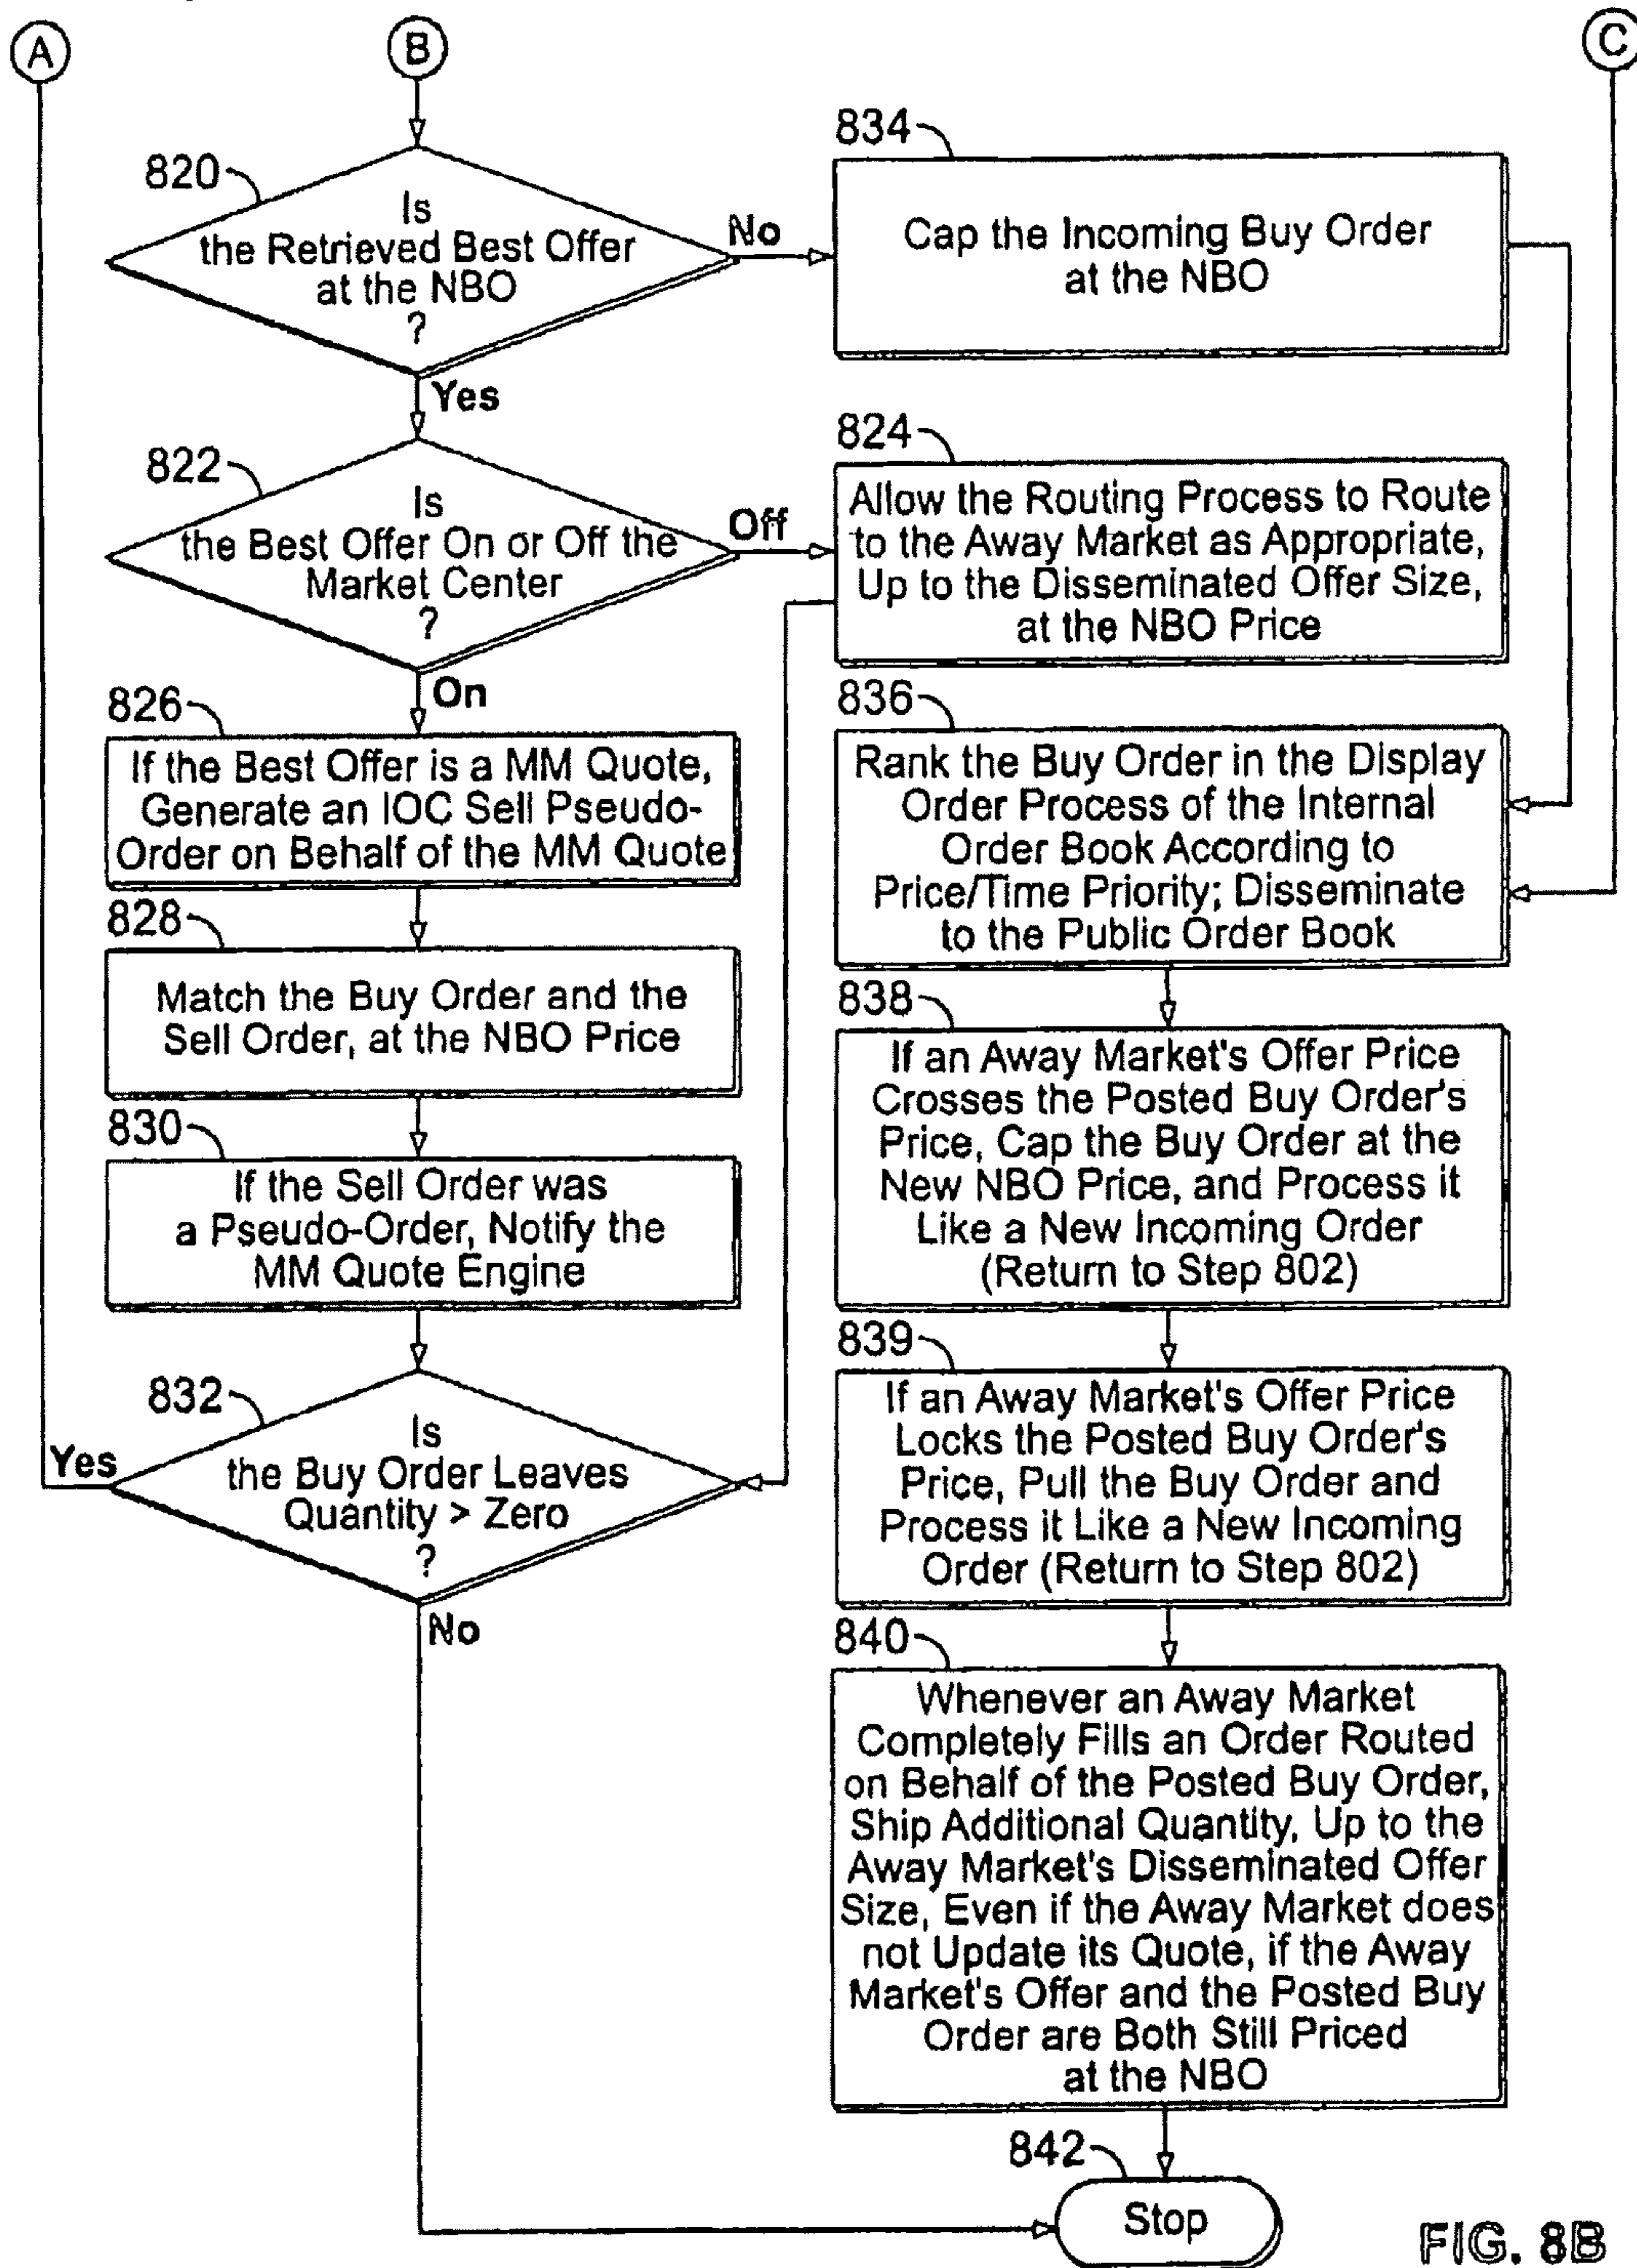 A
B
C
820
Is
the Retrieved Best Offer
at the NBO
?
No
Yes
834
Cap the Incoming Buy Order
at the NBO
822
Is
the Best Offer On or Off the
Market Center
?
Off
On
824
Allow the Routing Process to Route
to the Away Market as Appropriate,
Up to the Disseminated Offer Size,
at the NBO Price
826
If the Best Offer is a MM Quote,
Generate an IOC Sell Pseudo-
Order on Behalf of the MM Quote
828
Match the Buy Order and the
Sell Order, at the NBO Price
830
If the Sell Order was
a Pseudo-Order, Notify the
MM Quote Engine
832
Is
the Buy Order Leaves
Quantity > Zero
?
Yes
No
836
Rank the Buy Order in the Display
Order Process of the Internal
Order Book According to
Price/Time Priority; Disseminate
to the Public Order Book
838
If an Away Market's Offer Price
Crosses the Posted Buy Order's
Price, Cap the Buy Order at the
New NBO Price, and Process it
Like a New Incoming Order
(Return to Step 802)
839
If an Away Market's Offer Price
Locks the Posted Buy Order's
Price, Pull the Buy Order and
Process it Like a New Incoming
Order (Return to Step 802)
840
Whenever an Away Market
Completely Fills an Order Routed
on Behalf of the Posted Buy Order,
Ship Additional Quantity, Up to the
Away Market's Disseminated Offer
Size, Even if the Away Market does
not Update its Quote, if the Away
Market's Offer and the Posted Buy
Order are Both Still Priced
at the NBO
842
Stop
FIG. 8B